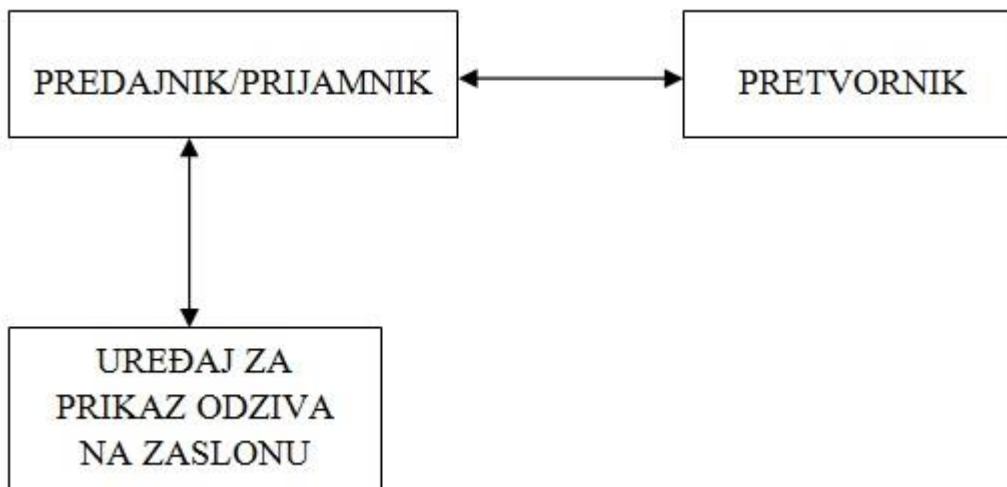 PREDAJNIK/PRIJAMNIK
PRETVORNIK
UREĐAJ ZA
PRIKAZ ODZIVA
NA ZASLONU